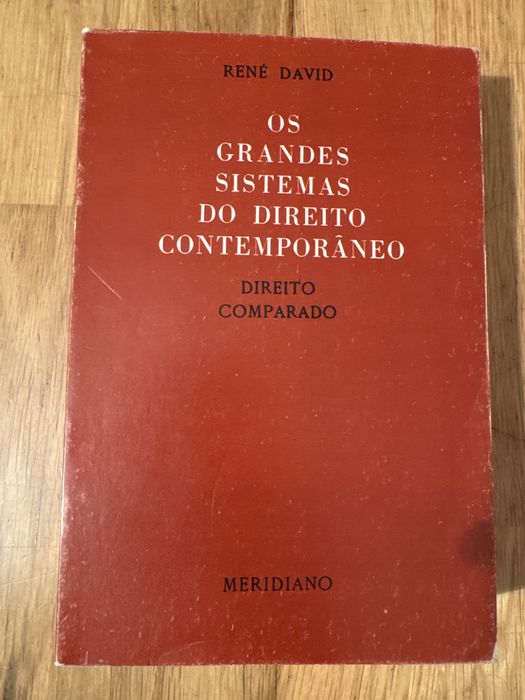 RENÉ DAVID
OS
GRANDES
SISTEMAS
DO DIREITO
CONTEMPORÂNEO
DIREITO
COMPARADO
MERIDIANO